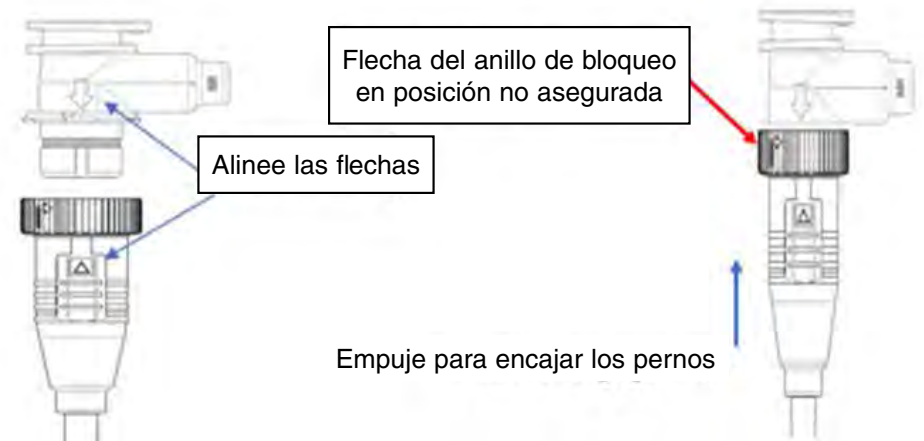 Flecha del anillo de bloqueo
en posición no asegurada
Alinee las flechas
Empuje para encajar los pernos